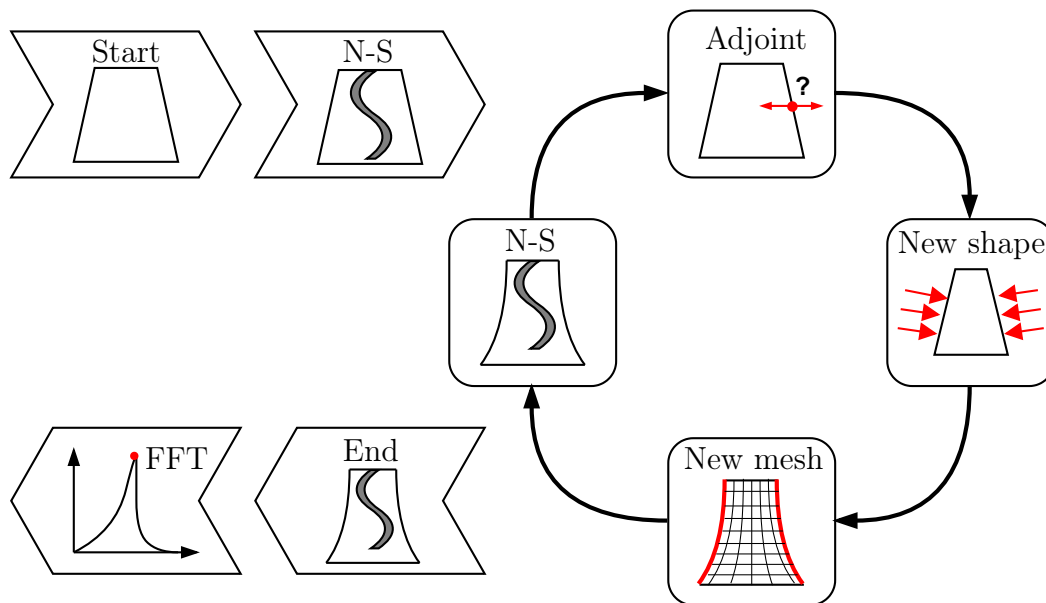 Start
N-S
Adjoint
?
N-S
New shape
FFT
End
New mesh